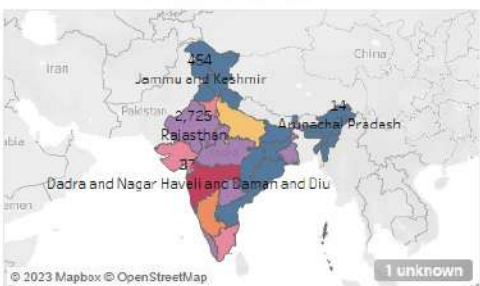 China
Iran
454
Jammu and Kashmir
Pakistan
2,725
14
Rajasthan
Arunachal Pradesh
37
Dadra and Nagar Haveli and Daman and Diu
© 2023 Mapbox © OpenStreetMap
1 unknown